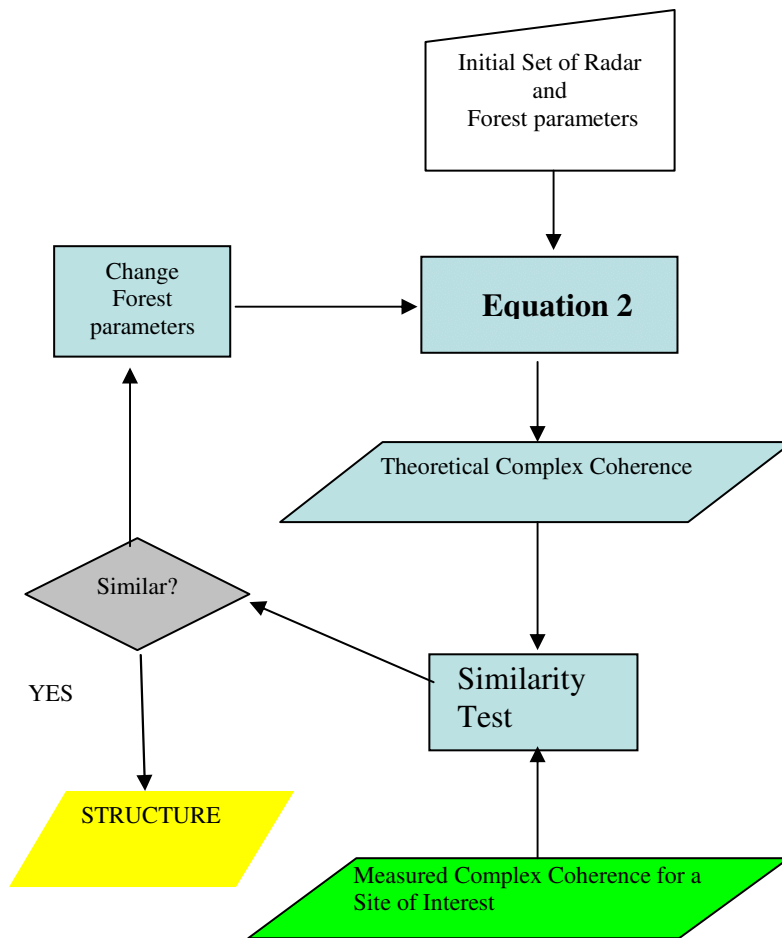 Initial Set of Radar
and
Forest parameters
Change
Forest
parameters
Equation 2
Theoretical Complex Coherence
Similar?
Similarity
Test
YES
STRUCTURE
Measured Complex Coherence for a
Site of Interest